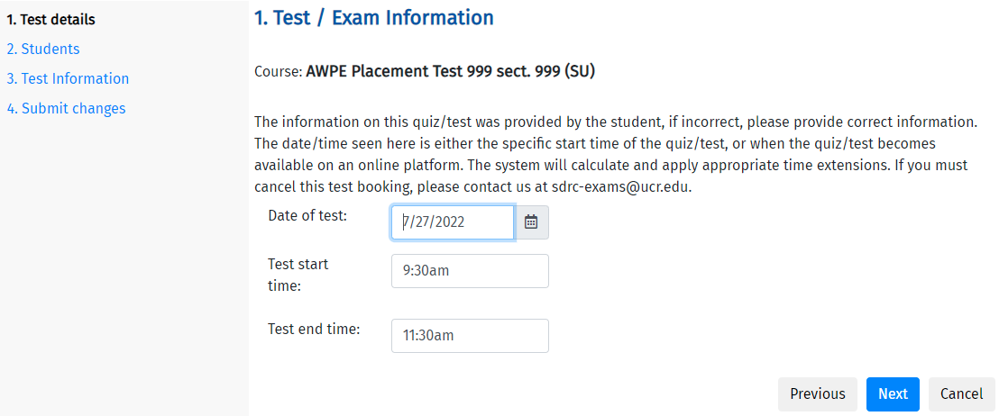 1. Test details
2. Students
3. Test Information
4. Submit changes
1. Test / Exam Information
Course: AWPE Placement Test 999 sect. 999 (SU)
The information on this quiz/test was provided by the student, if incorrect, please provide correct information.
The date/time seen here is either the specific start time of the quiz/test, or when the quiz/test becomes
available on an online platform. The system will calculate and apply appropriate time extensions. If you must
cancel this test booking, please contact us at sdrc-exams@ucr.edu.
Date of test: 7/27/2022
Test start
time:
9:30am
Test end time: 11:30am
Previous Next Cancel